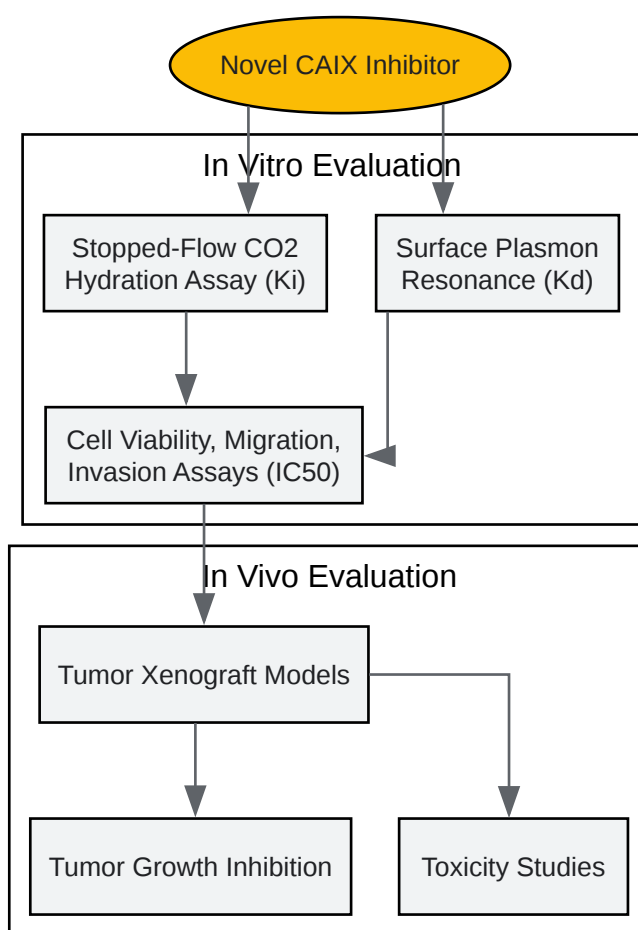 Novel CAIX Inhibitor
In Vitro Evaluation
Stopped-Flow CO2
Hydration Assay (Ki)
Surface Plasmon
Resonance (Kd)
Cell Viability, Migration,
Invasion Assays (IC50)
In Vivo Evaluation
Tumor Xenograft Models
Tumor Growth Inhibition
Toxicity Studies